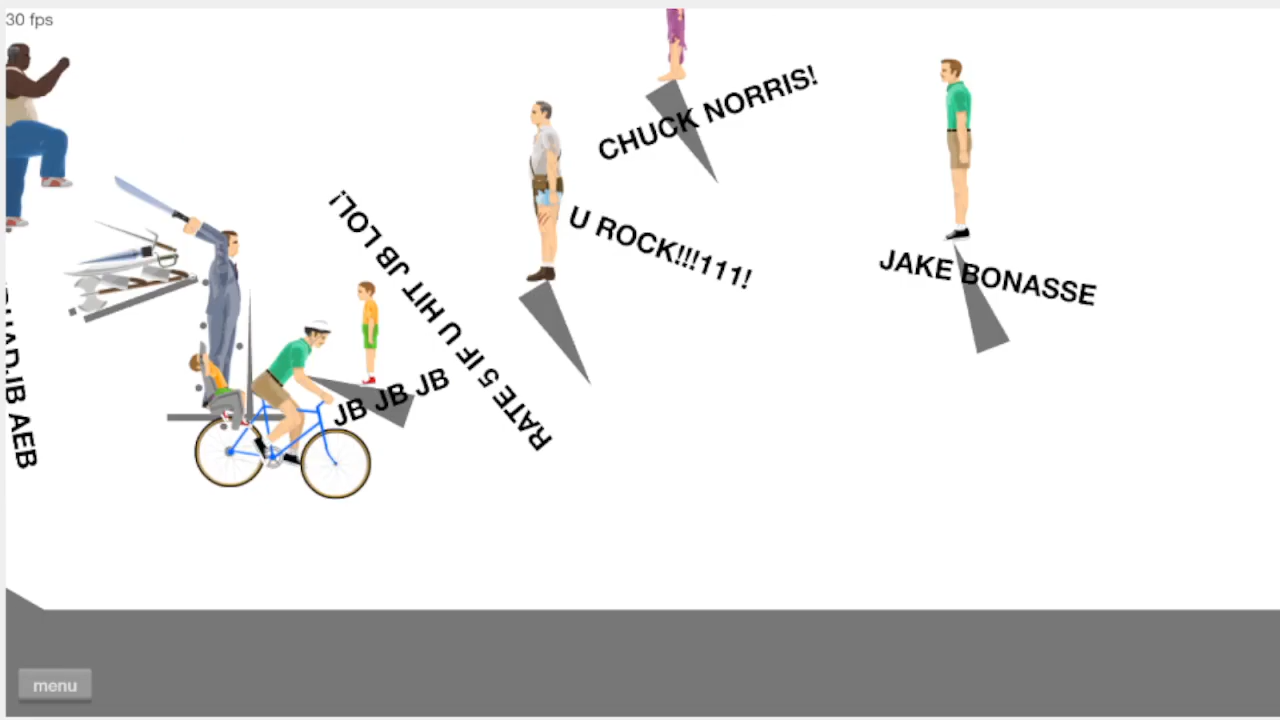 30 fps
CHUCK NORRIS!
U ROCK!!!111!
JAKE BONASSE
RATE 5 IF U HIT JB LOL!
JB JB JB
menu